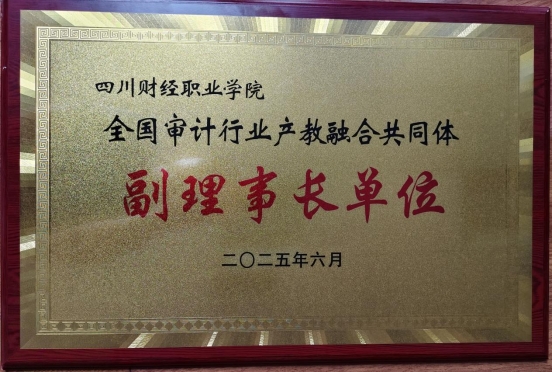 四川财经职业学院
全国审计行业产教融合共同体
副理事长单位
二〇二五年六月